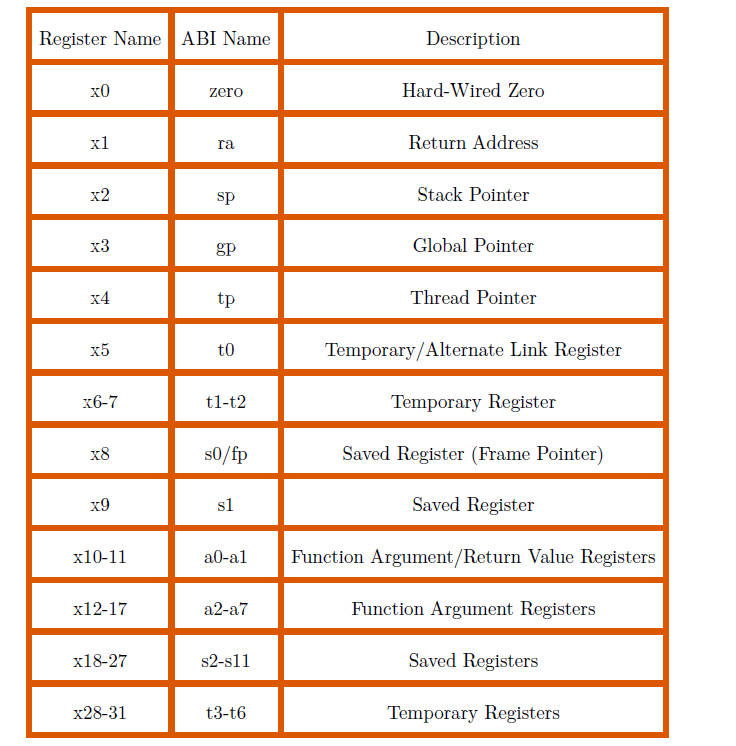 Register Name ABI Name Description
x0 zero Hard-Wired Zero
x1 ra Return Address
x2 sp Stack Pointer
x3 gp Global Pointer
x4 tp Thread Pointer
x5 t0 Temporary/Alternate Link Register
x6-7 t1-t2 Temporary Register
x8 s0/fp Saved Register (Frame Pointer)
x9 s1 Saved Register
x10-11 a0-a1 Function Argument/Return Value Registers
x12-17 a2-a7 Function Argument Registers
x18-27 s2-s11 Saved Registers
x28-31 t3-t6 Temporary Registers